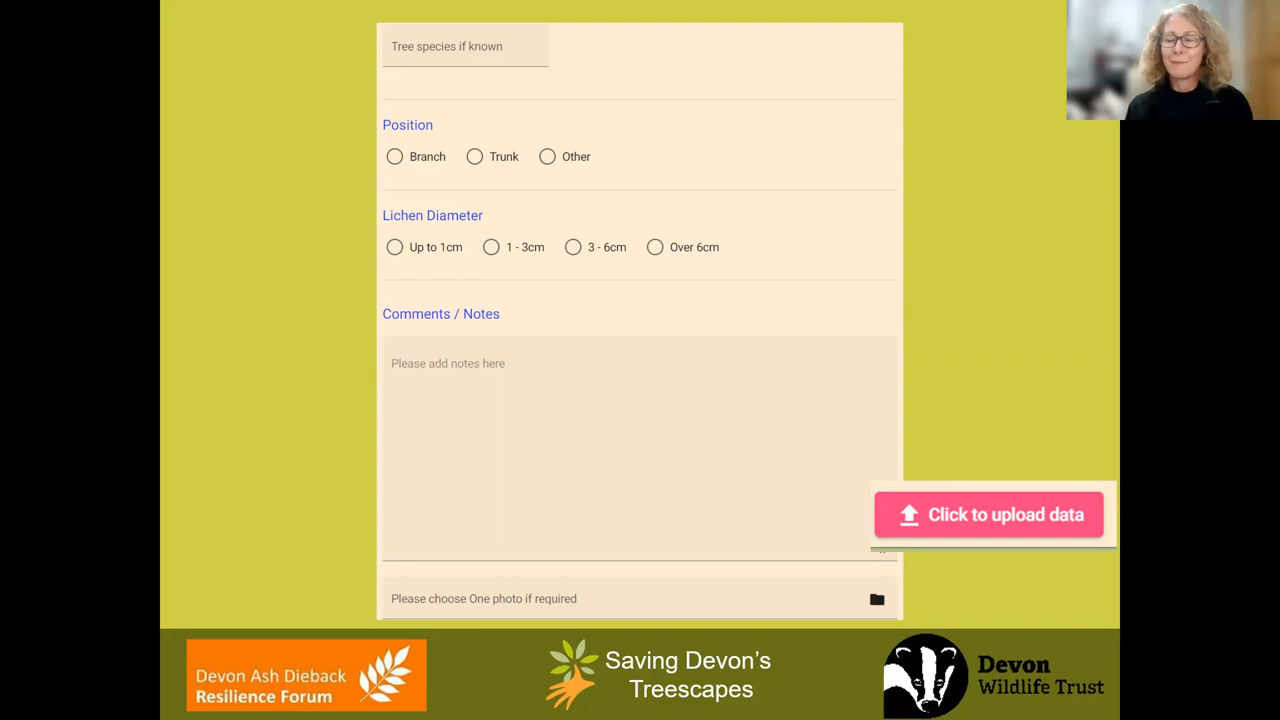 Tree species if known
Position
Branch Trunk Other
Lichen Diameter
Up to 1cm 1 - 3cm 3 - 6cm Over 6cm
Comments / Notes
Please add notes here
Click to upload data
Please choose One photo if required
Devon Ash Dieback
Resilience Forum
Saving Devon's
Treescapes
Devon
Wildlife Trust